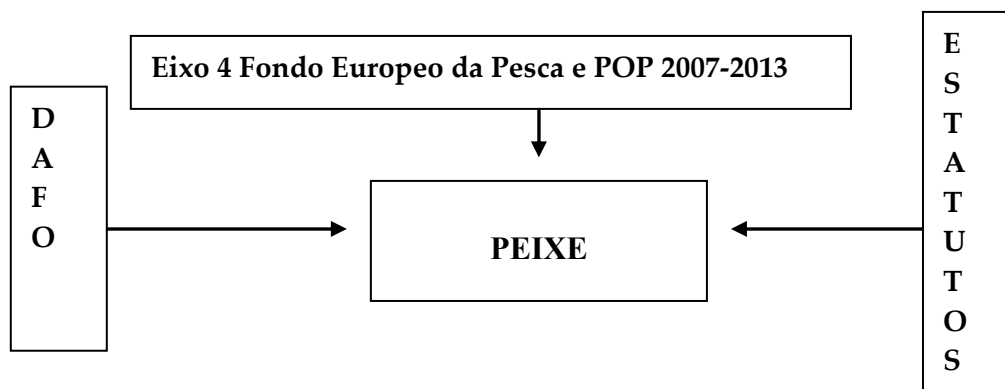 Eixo 4 Fondo Europeo da Pesca e POP 2007-2013
D
A
F
O
PEIXE
E
S
T
A
T
U
T
O
S